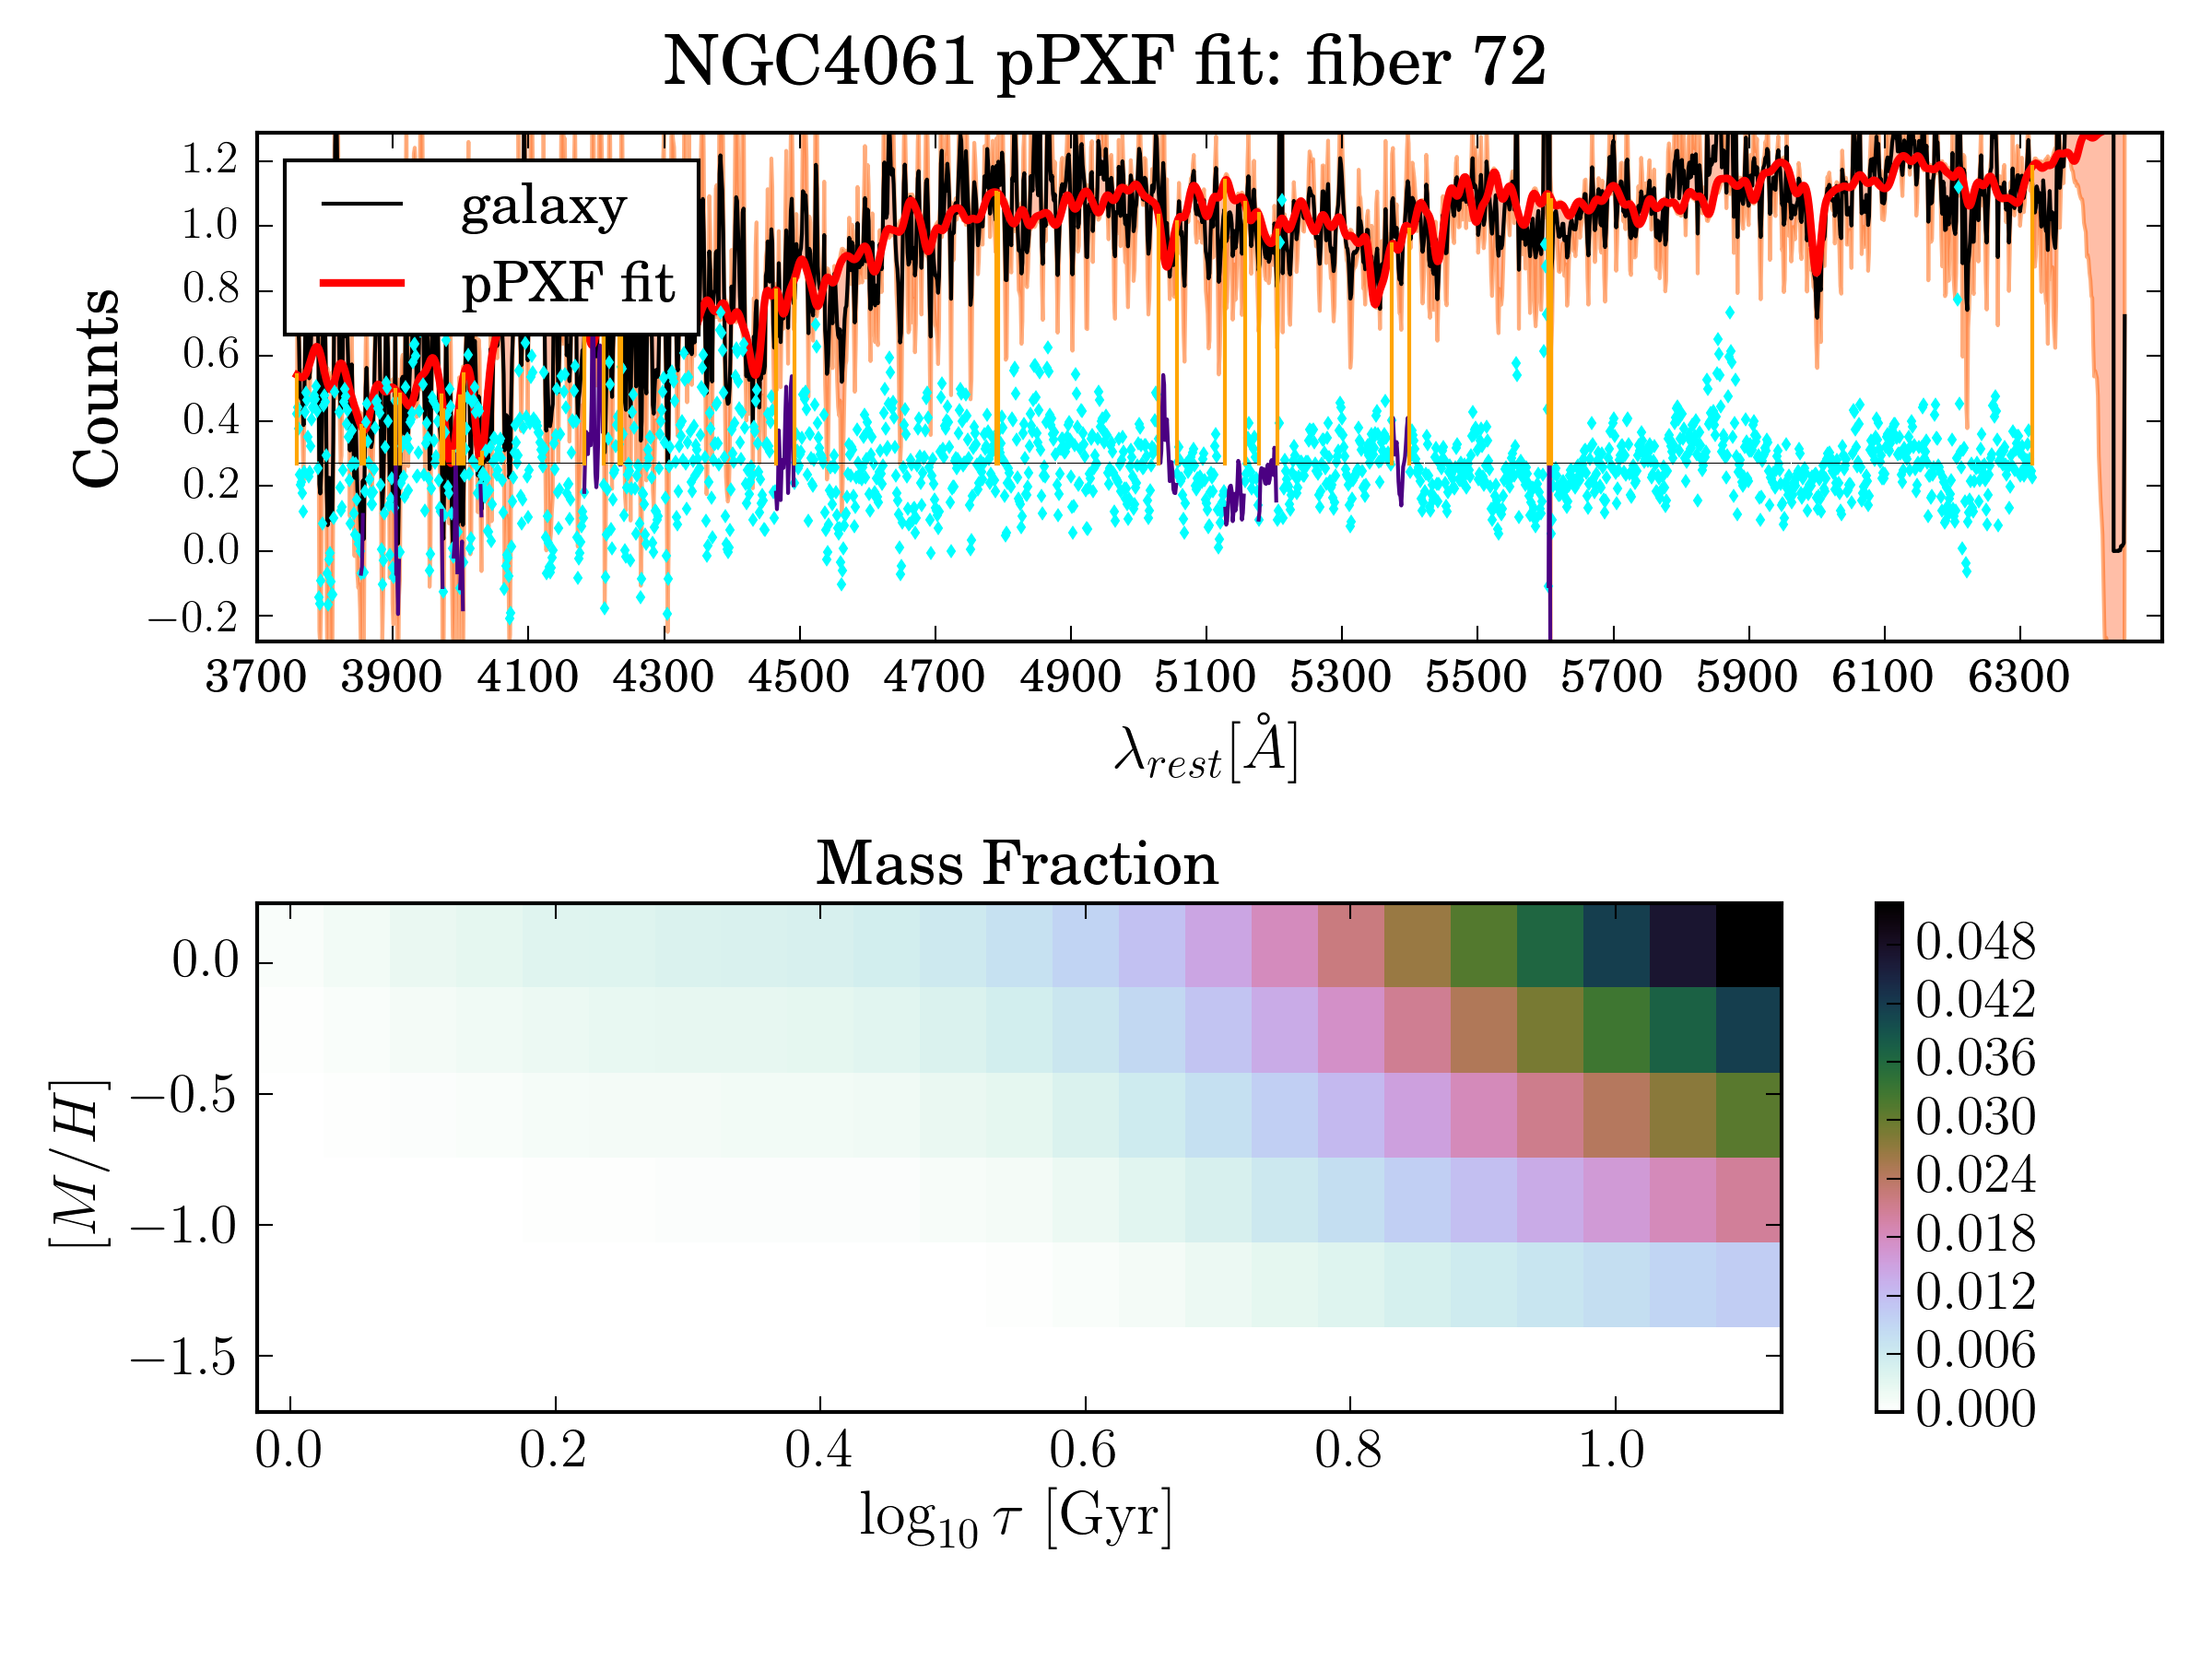 NGC4061 pPXF fit: fiber 72
1.2
1.0
0.8
0.6
0.4
0.2
0.0
−0.2
Counts
galaxy
pPXF fit
3700 3900 4100 4300 4500 4700 4900 5100 5300 5500 5700 5900 6100 6300
λrest[Å]
Mass Fraction
0.0
−0.5
−1.0
−1.5
[M/H]
0.0 0.2 0.4 0.6 0.8 1.0
log10 τ [Gyr]
0.048
0.042
0.036
0.030
0.024
0.018
0.012
0.006
0.000